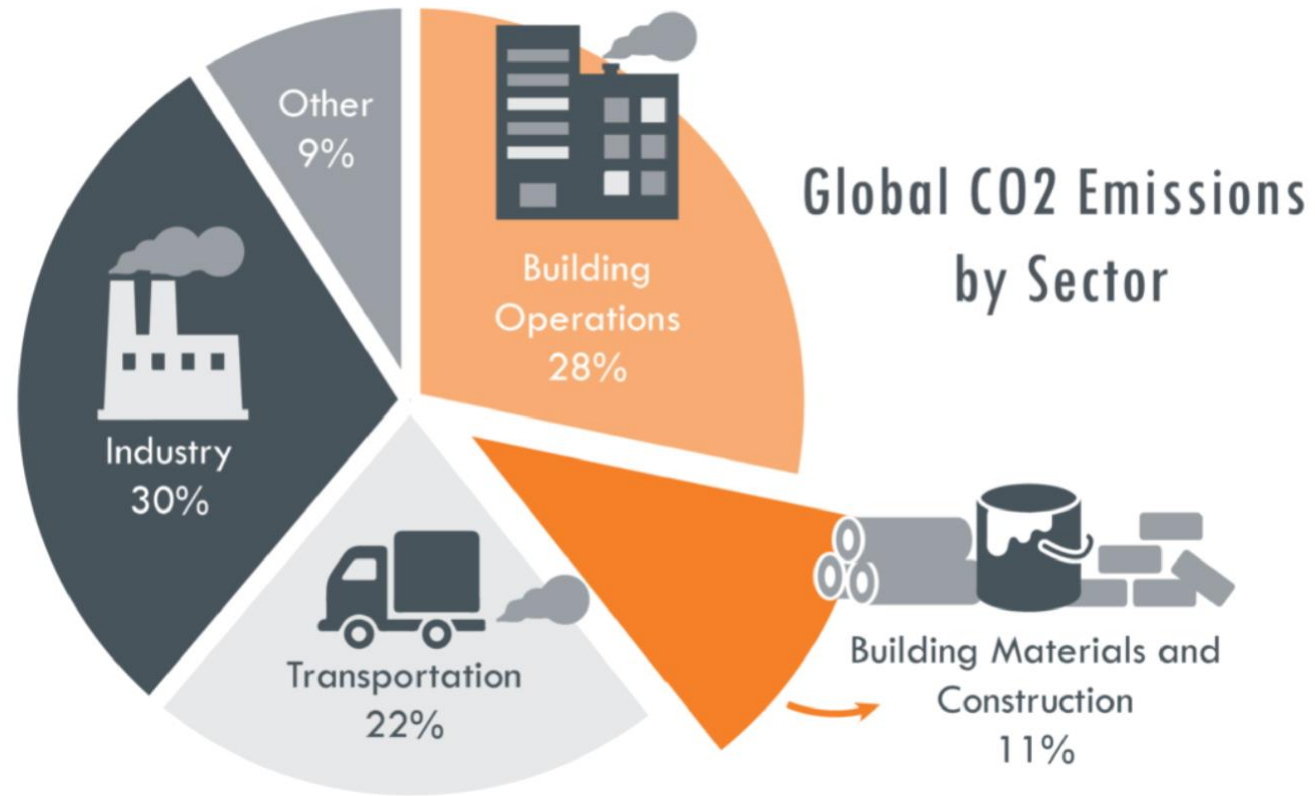 Global CO2 Emissions
by Sector
Other
9%
Building
Operations
28%
Industry
30%
Transportation
22%
Building Materials and
Construction
11%